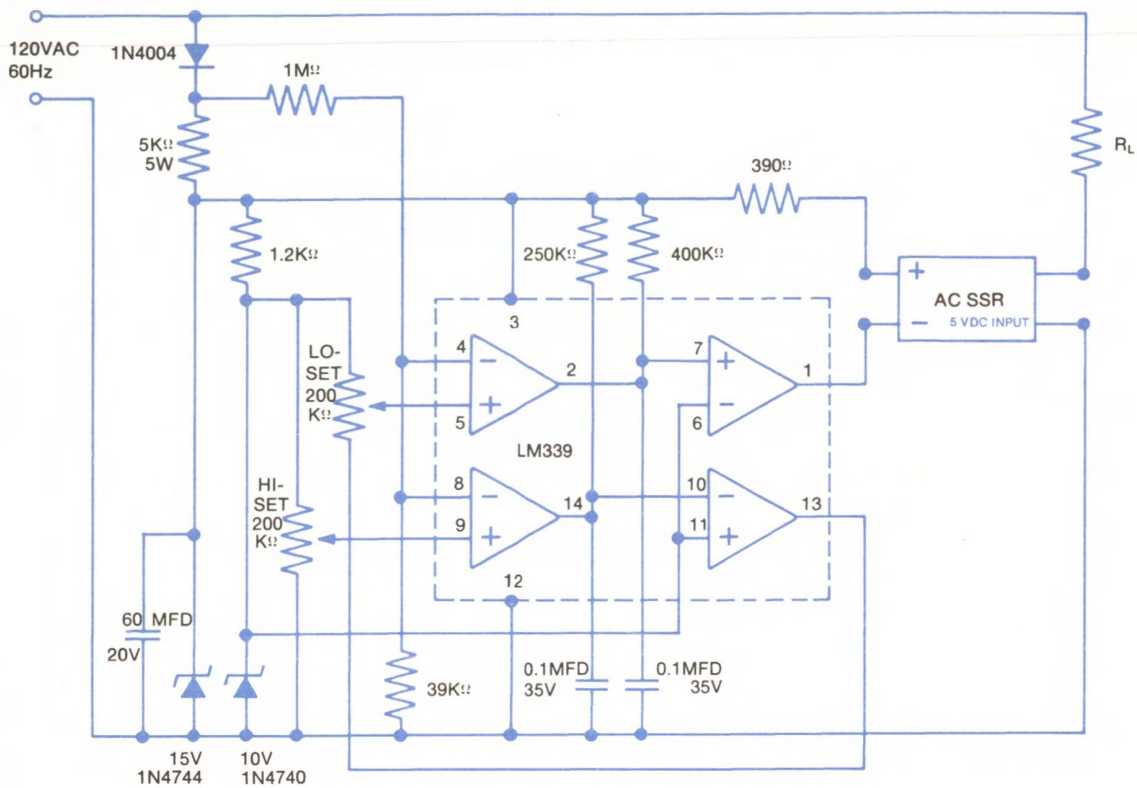 120VAC
60Hz
1N4004
1MΩ
5KΩ
5W
390Ω
RL
1.2KΩ
250KΩ
400KΩ
+
AC SSR
−
5 VDC INPUT
3
LO-
SET
200
KΩ
4
−
2
+
5
7
+
1
−
6
LM339
HI-
SET
200
KΩ
8
−
14
9
+
10
−
13
11
+
12
60 MFD
20V
39KΩ
0.1MFD
35V
0.1MFD
35V
15V
1N4744
10V
1N4740